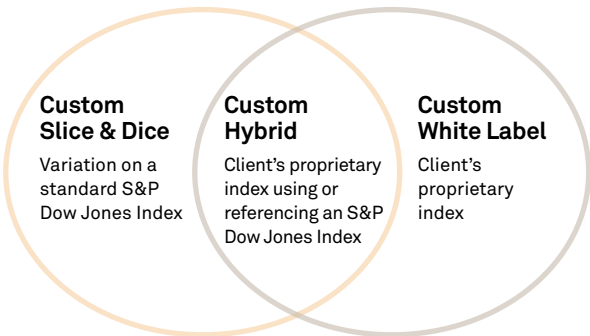 Custom
Slice & Dice
Variation on a
standard S&P
Dow Jones Index
Custom
Hybrid
Client's proprietary
index using or
referencing an S&P
Dow Jones Index
Custom
White Label
Client's
proprietary
index